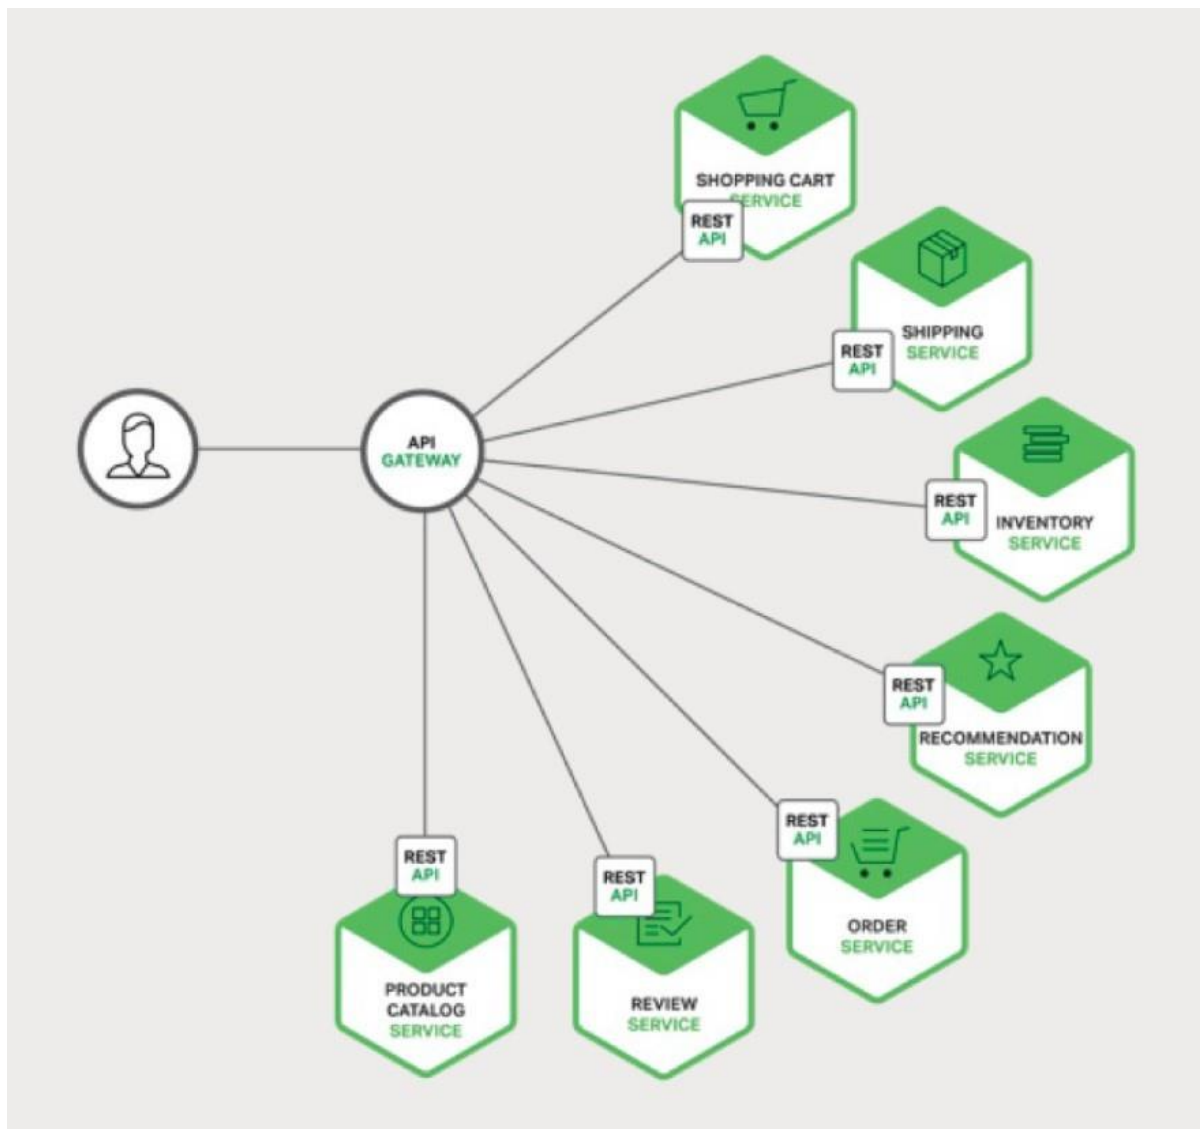 SHOPPING CART
SERVICE
REST
API
SHIPPING
SERVICE
REST
API
API
GATEWAY
REST
API
INVENTORY
SERVICE
REST
API
RECOMMENDATION
SERVICE
REST
API
ORDER
SERVICE
REST
API
REVIEW
SERVICE
REST
API
PRODUCT
CATALOG
SERVICE